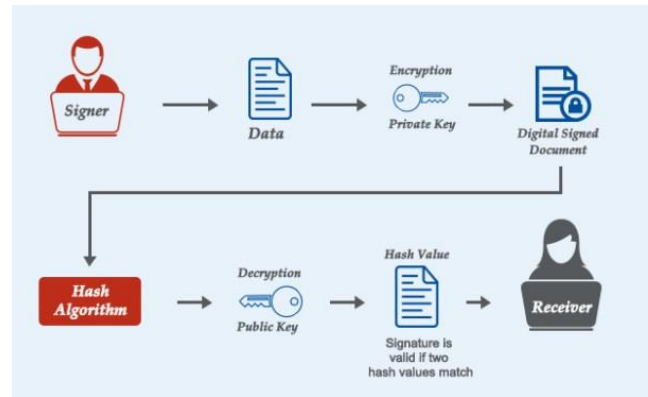 Signer
Data
Encryption
Private Key
Digital Signed
Document
Hash
Algorithm
Decryption
Public Key
Hash Value
Signature is
valid if two
hash values match
Receiver